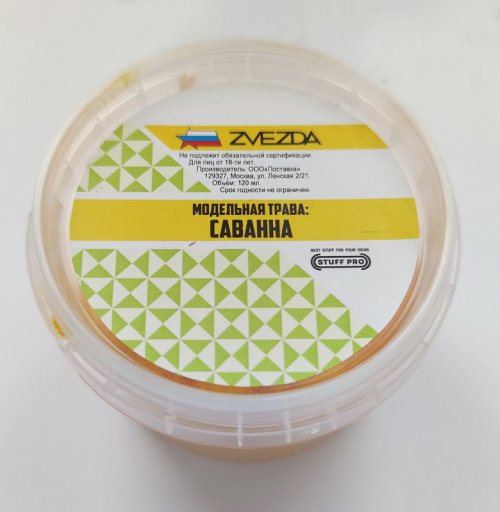 ZVEZDA
Не подлежит обязательной сертификации.
Для лиц от 18-ти лет.
Производитель: ООО«Поставка»
129327, Москва, ул. Ленская 2/21.
Объём: 120 мл.
Срок годности не ограничен.
МОДЕЛЬНАЯ ТРАВА:
САВАННА
BEST STUFF FOR YOUR IDEAS
STUFF PRO